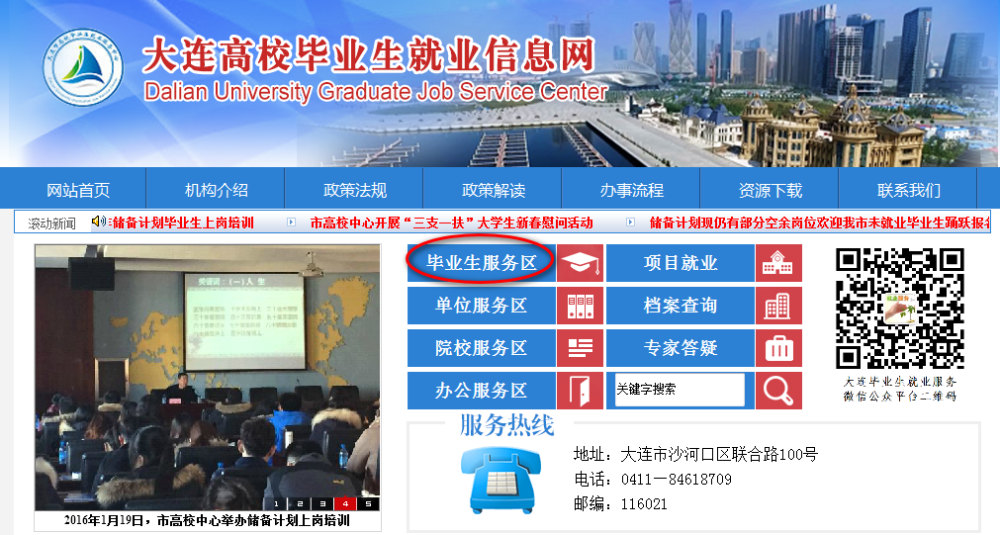 大连高校毕业生就业信息网
Dalian University Graduate Job Service Center
网站首页 机构介绍 政策法规 政策解读 办事流程 资源下载 联系我们
滚动新闻 储备计划毕业生上岗培训 市高校中心开展“三支一扶”大学生新春慰问活动 储备计划现仍有部分空余岗位欢迎我市未就业毕业生踊跃报名
关键词：(一)人 生
1 2 3 4 5
2016年1月19日，市高校中心举办储备计划上岗培训
毕业生服务区 项目就业
单位服务区 档案查询
院校服务区 专家答疑
办公服务区 关键字搜索
就业服务
大连毕业生就业服务
微信公众平台二维码
服务热线
地址：大连市沙河口区联合路100号
电话：0411—84618709
邮编：116021